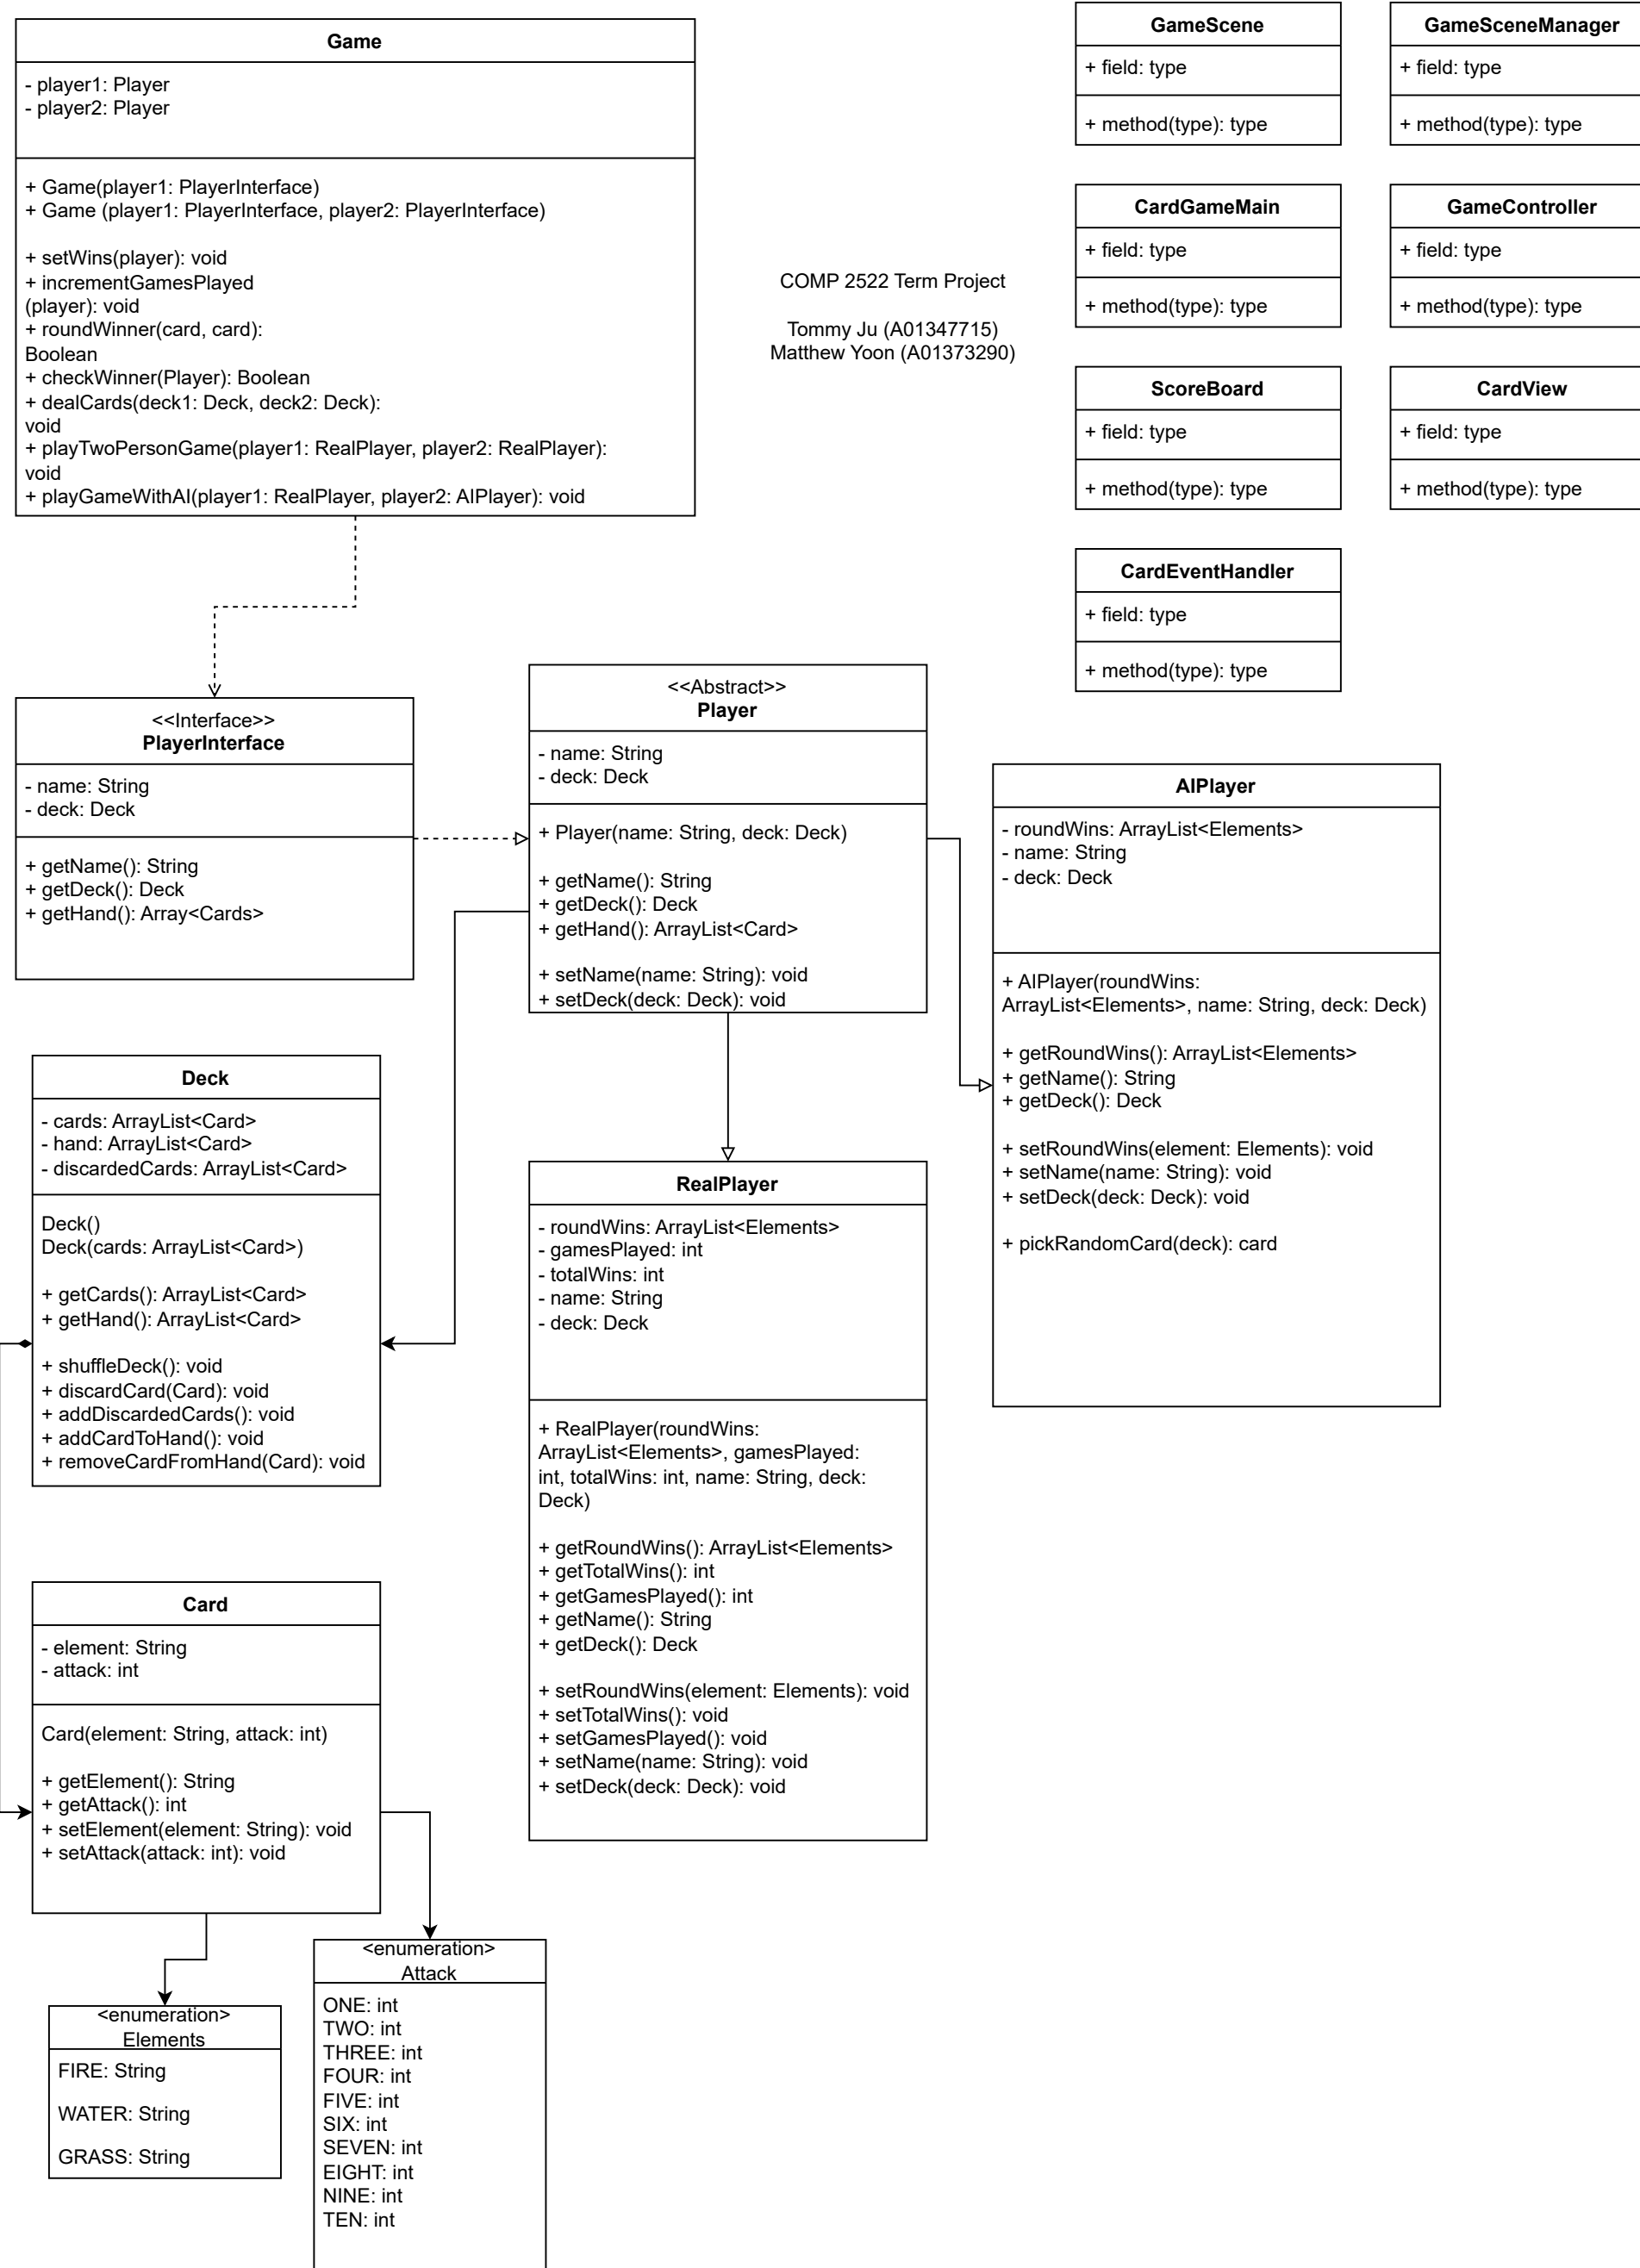 Game
- player1: Player
- player2: Player
+ Game(player1: PlayerInterface)
+ Game (player1: PlayerInterface, player2: PlayerInterface)
+ setWins(player): void
+ incrementGamesPlayed
(player): void
+ roundWinner(card, card):
Boolean
+ checkWinner(Player): Boolean
+ dealCards(deck1: Deck, deck2: Deck):
void
+ playTwoPersonGame(player1: RealPlayer, player2: RealPlayer):
void
+ playGameWithAI(player1: RealPlayer, player2: AIPlayer): void
COMP 2522 Term Project
Tommy Ju (A01347715)
Matthew Yoon (A01373290)
GameScene
+ field: type
+ method(type): type
GameSceneManager
+ field: type
+ method(type): type
CardGameMain
+ field: type
+ method(type): type
GameController
+ field: type
+ method(type): type
ScoreBoard
+ field: type
+ method(type): type
CardView
+ field: type
+ method(type): type
CardEventHandler
+ field: type
+ method(type): type
<<Interface>>
PlayerInterface
- name: String
- deck: Deck
+ getName(): String
+ getDeck(): Deck
+ getHand(): Array<Cards>
<<Abstract>>
Player
- name: String
- deck: Deck
+ Player(name: String, deck: Deck)
+ getName(): String
+ getDeck(): Deck
+ getHand(): ArrayList<Card>
+ setName(name: String): void
+ setDeck(deck: Deck): void
AIPlayer
- roundWins: ArrayList<Elements>
- name: String
- deck: Deck
+ AIPlayer(roundWins:
ArrayList<Elements>, name: String, deck: Deck)
+ getRoundWins(): ArrayList<Elements>
+ getName(): String
+ getDeck(): Deck
+ setRoundWins(element: Elements): void
+ setName(name: String): void
+ setDeck(deck: Deck): void
+ pickRandomCard(deck): card
Deck
- cards: ArrayList<Card>
- hand: ArrayList<Card>
- discardedCards: ArrayList<Card>
Deck()
Deck(cards: ArrayList<Card>)
+ getCards(): ArrayList<Card>
+ getHand(): ArrayList<Card>
+ shuffleDeck(): void
+ discardCard(Card): void
+ addDiscardedCards(): void
+ addCardToHand(): void
+ removeCardFromHand(Card): void
RealPlayer
- roundWins: ArrayList<Elements>
- gamesPlayed: int
- totalWins: int
- name: String
- deck: Deck
+ RealPlayer(roundWins:
ArrayList<Elements>, gamesPlayed:
int, totalWins: int, name: String, deck:
Deck)
+ getRoundWins(): ArrayList<Elements>
+ getTotalWins(): int
+ getGamesPlayed(): int
+ getName(): String
+ getDeck(): Deck
+ setRoundWins(element: Elements): void
+ setTotalWins(): void
+ setGamesPlayed(): void
+ setName(name: String): void
+ setDeck(deck: Deck): void
Card
- element: String
- attack: int
Card(element: String, attack: int)
+ getElement(): String
+ getAttack(): int
+ setElement(element: String): void
+ setAttack(attack: int): void
<enumeration>
Elements
FIRE: String
WATER: String
GRASS: String
<enumeration>
Attack
ONE: int
TWO: int
THREE: int
FOUR: int
FIVE: int
SIX: int
SEVEN: int
EIGHT: int
NINE: int
TEN: int